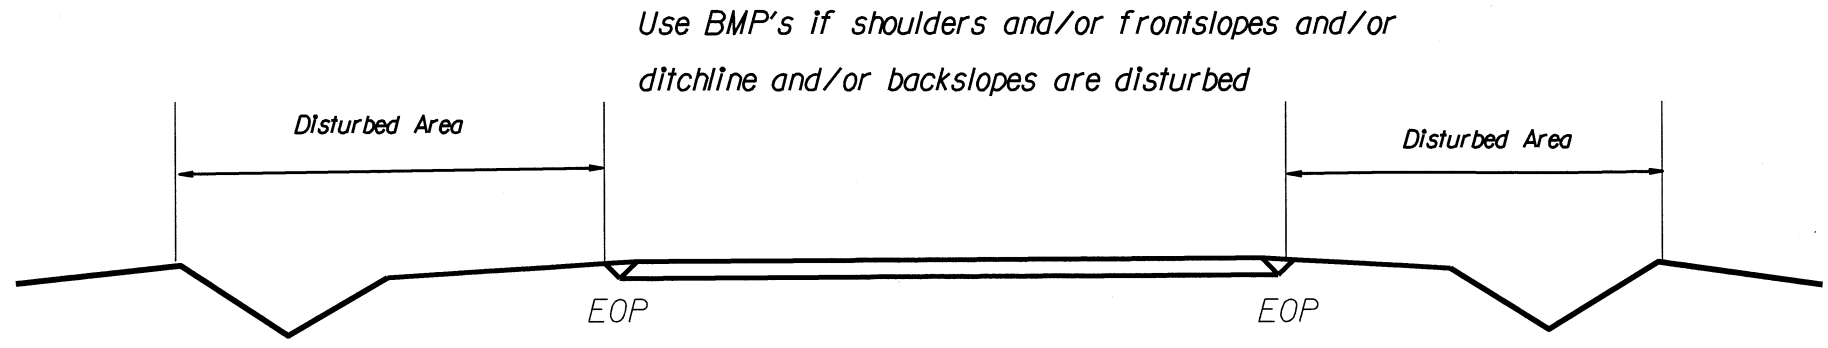 Use BMP's if shoulders and/or frontslopes and/or
ditchline and/or backslopes are disturbed
Disturbed Area
Disturbed Area
EOP
EOP